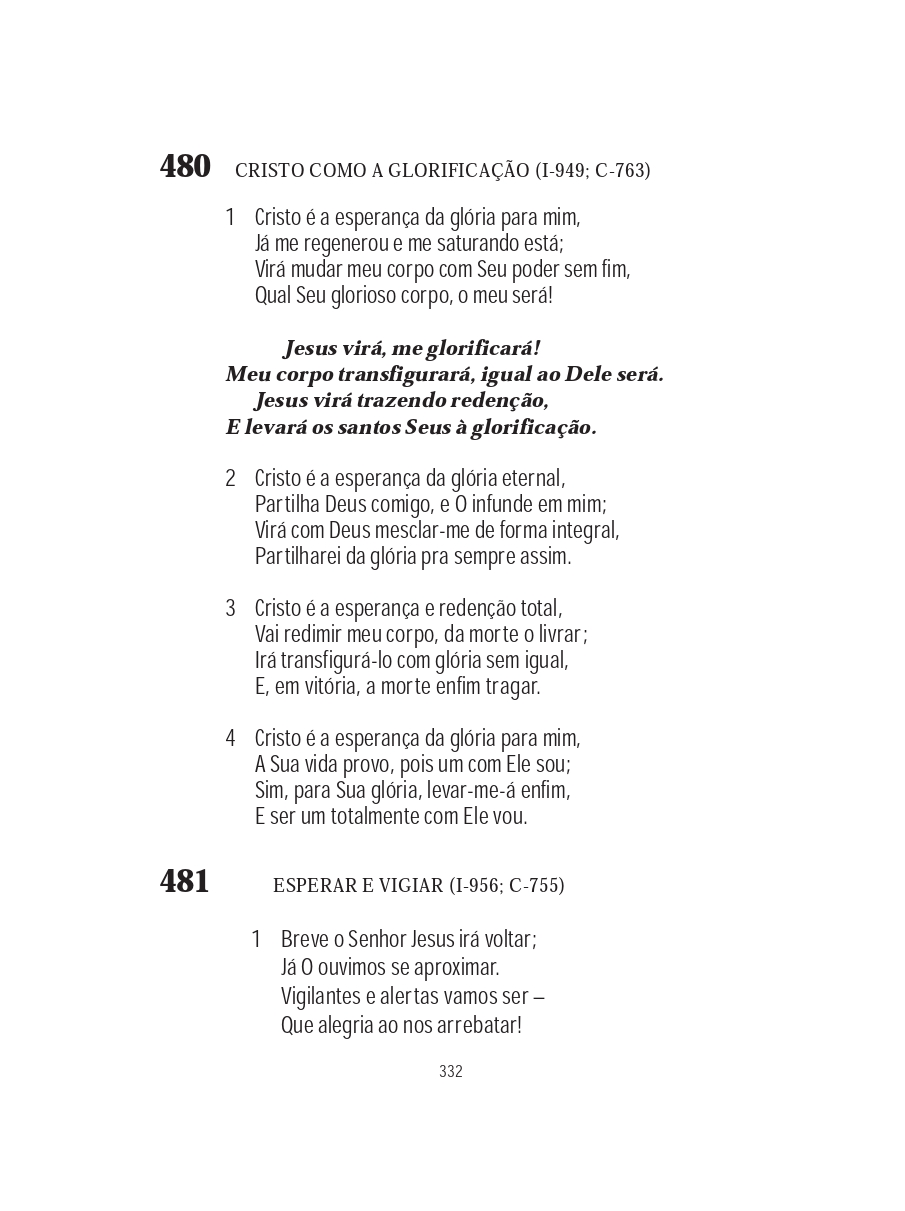 480 CRISTO COMO A GLORIFICAÇÃO (I-949; C-763)
1 Cristo é a esperança da glória para mim,
Já me regenerou e me saturando está;
Virá mudar meu corpo com Seu poder sem fim,
Qual Seu glorioso corpo, o meu será!
Jesus virá, me glorificará!
Meu corpo transfigurará, igual ao Dele será.
Jesus virá trazendo redenção,
E levará os santos Seus à glorificação.
2 Cristo é a esperança da glória eternal,
Partilha Deus comigo, e O infunde em mim;
Virá com Deus mesclar-me de forma integral,
Partilharei da glória pra sempre assim.
3 Cristo é a esperança e redenção total,
Vai redimir meu corpo, da morte o livrar;
Irá transfigurá-lo com glória sem igual,
E, em vitória, a morte enfim tragar.
4 Cristo é a esperança da glória para mim,
A Sua vida provo, pois um com Ele sou;
Sim, para Sua glória, levar-me-á enfim,
E ser um totalmente com Ele vou.
481 ESPERAR E VIGIAR (I-956; C-755)
1 Breve o Senhor Jesus irá voltar;
Já O ouvimos se aproximar.
Vigilantes e alertas vamos ser –
Que alegria ao nos arrebatar!
332